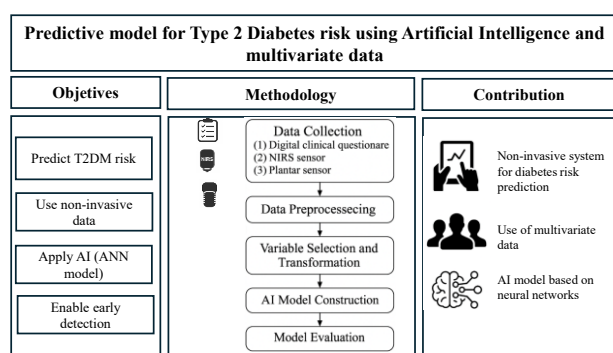 Predictive model for Type 2 Diabetes risk using Artificial Intelligence and
multivariate data
Objectives
Predict T2DM risk
Use non-invasive
data
Apply AI (ANN
model)
Enable early
detection
Methodology
Data Collection
(1) Digital clinical questionare
(2) NIRS sensor
(3) Plantar sensor
NIRS
Data Preprocessecing
Variable Selection and
Transformation
AI Model Construction
Model Evaluation
Contribution
Non-invasive system
for diabetes risk
prediction
Use of multivariate
data
AI model based on
neural networks